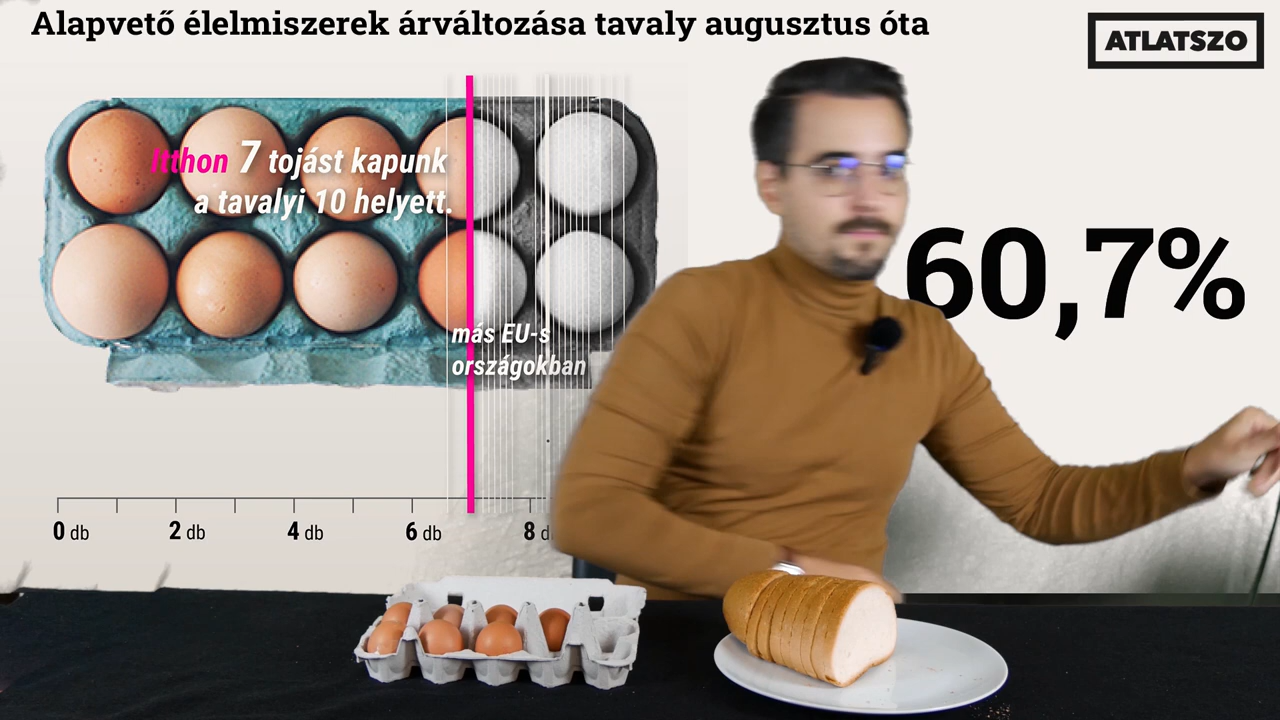 Alapvető élelmiszerek árváltozása tavaly augusztus óta
ATLATSZO
Itthon 7 tojást kapunk
a tavalyi 10 helyett.
60,7%
más EU-s
országokban
0 db 2 db 4 db 6 db 8 d